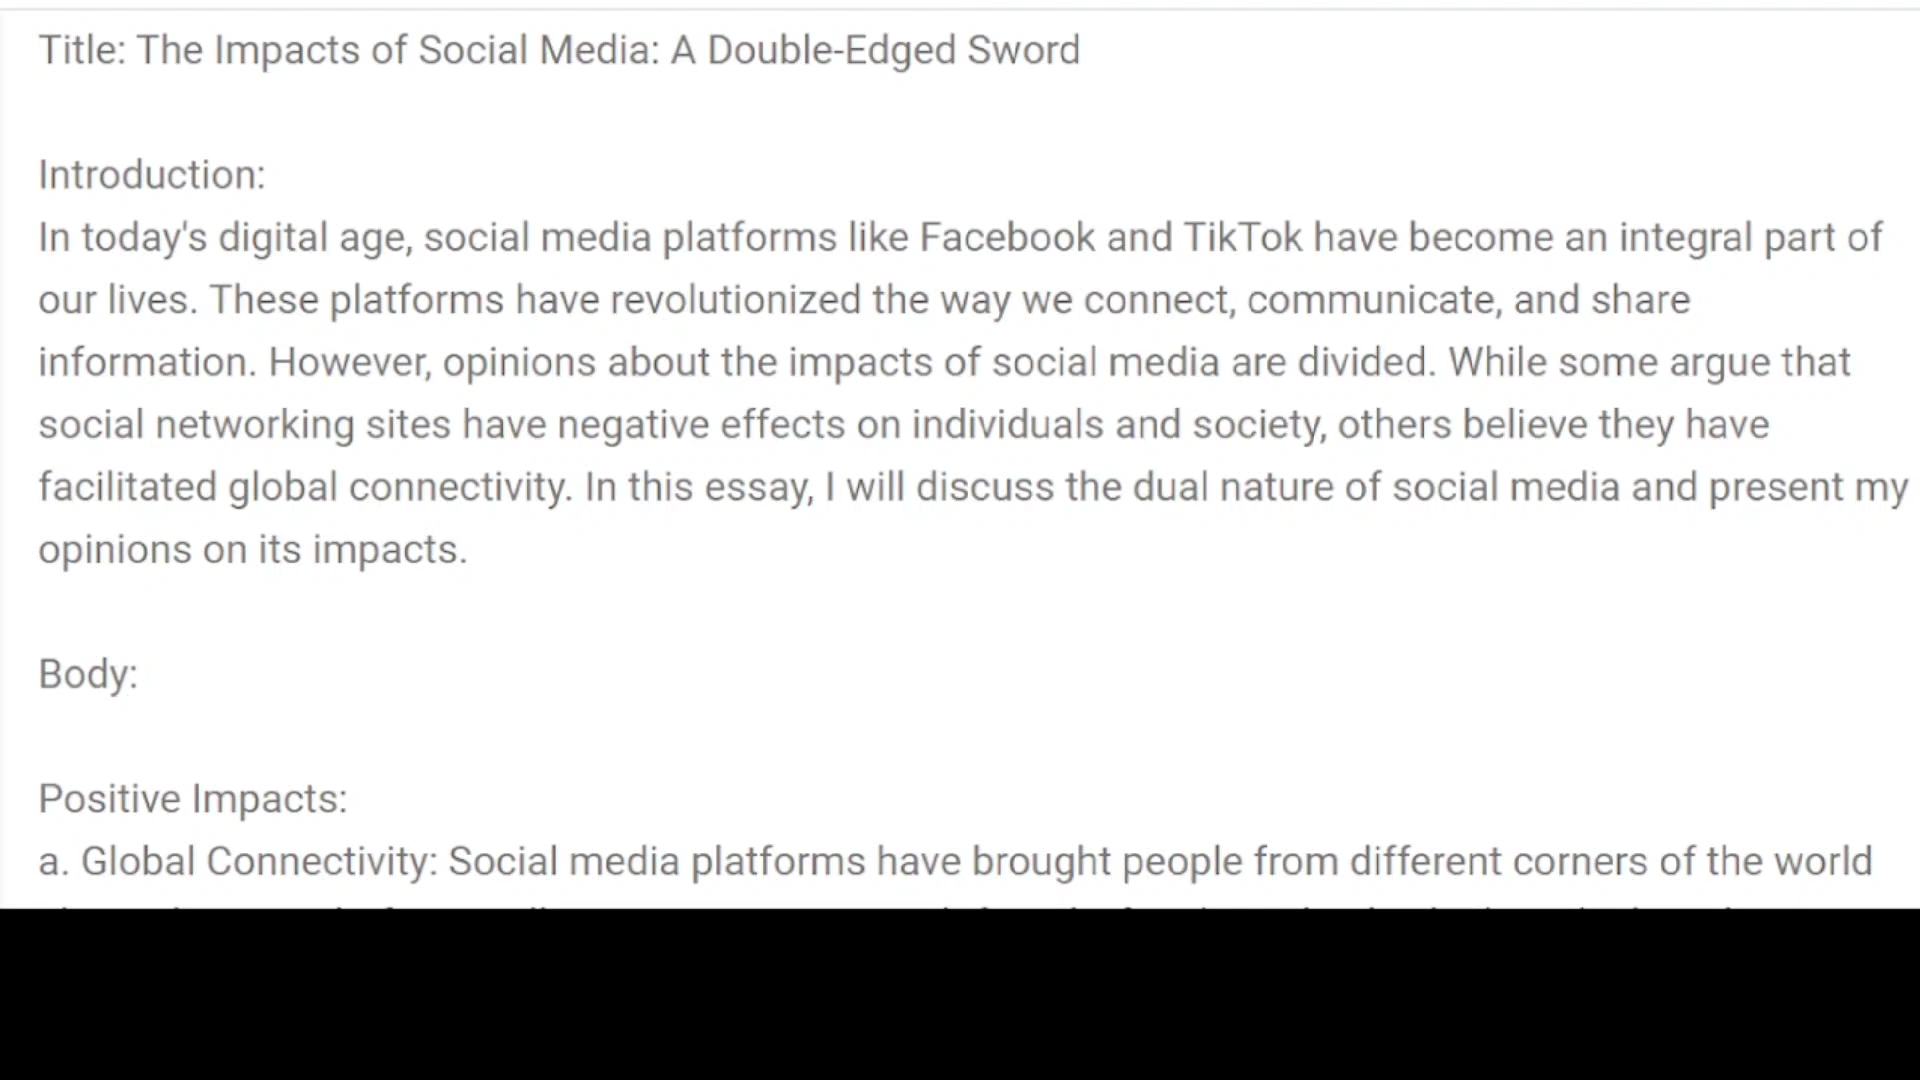 Title: The Impacts of Social Media: A Double-Edged Sword
Introduction:
In today's digital age, social media platforms like Facebook and TikTok have become an integral part of
our lives. These platforms have revolutionized the way we connect, communicate, and share
information. However, opinions about the impacts of social media are divided. While some argue that
social networking sites have negative effects on individuals and society, others believe they have
facilitated global connectivity. In this essay, I will discuss the dual nature of social media and present my
opinions on its impacts.
Body:
Positive Impacts:
a. Global Connectivity: Social media platforms have brought people from different corners of the world